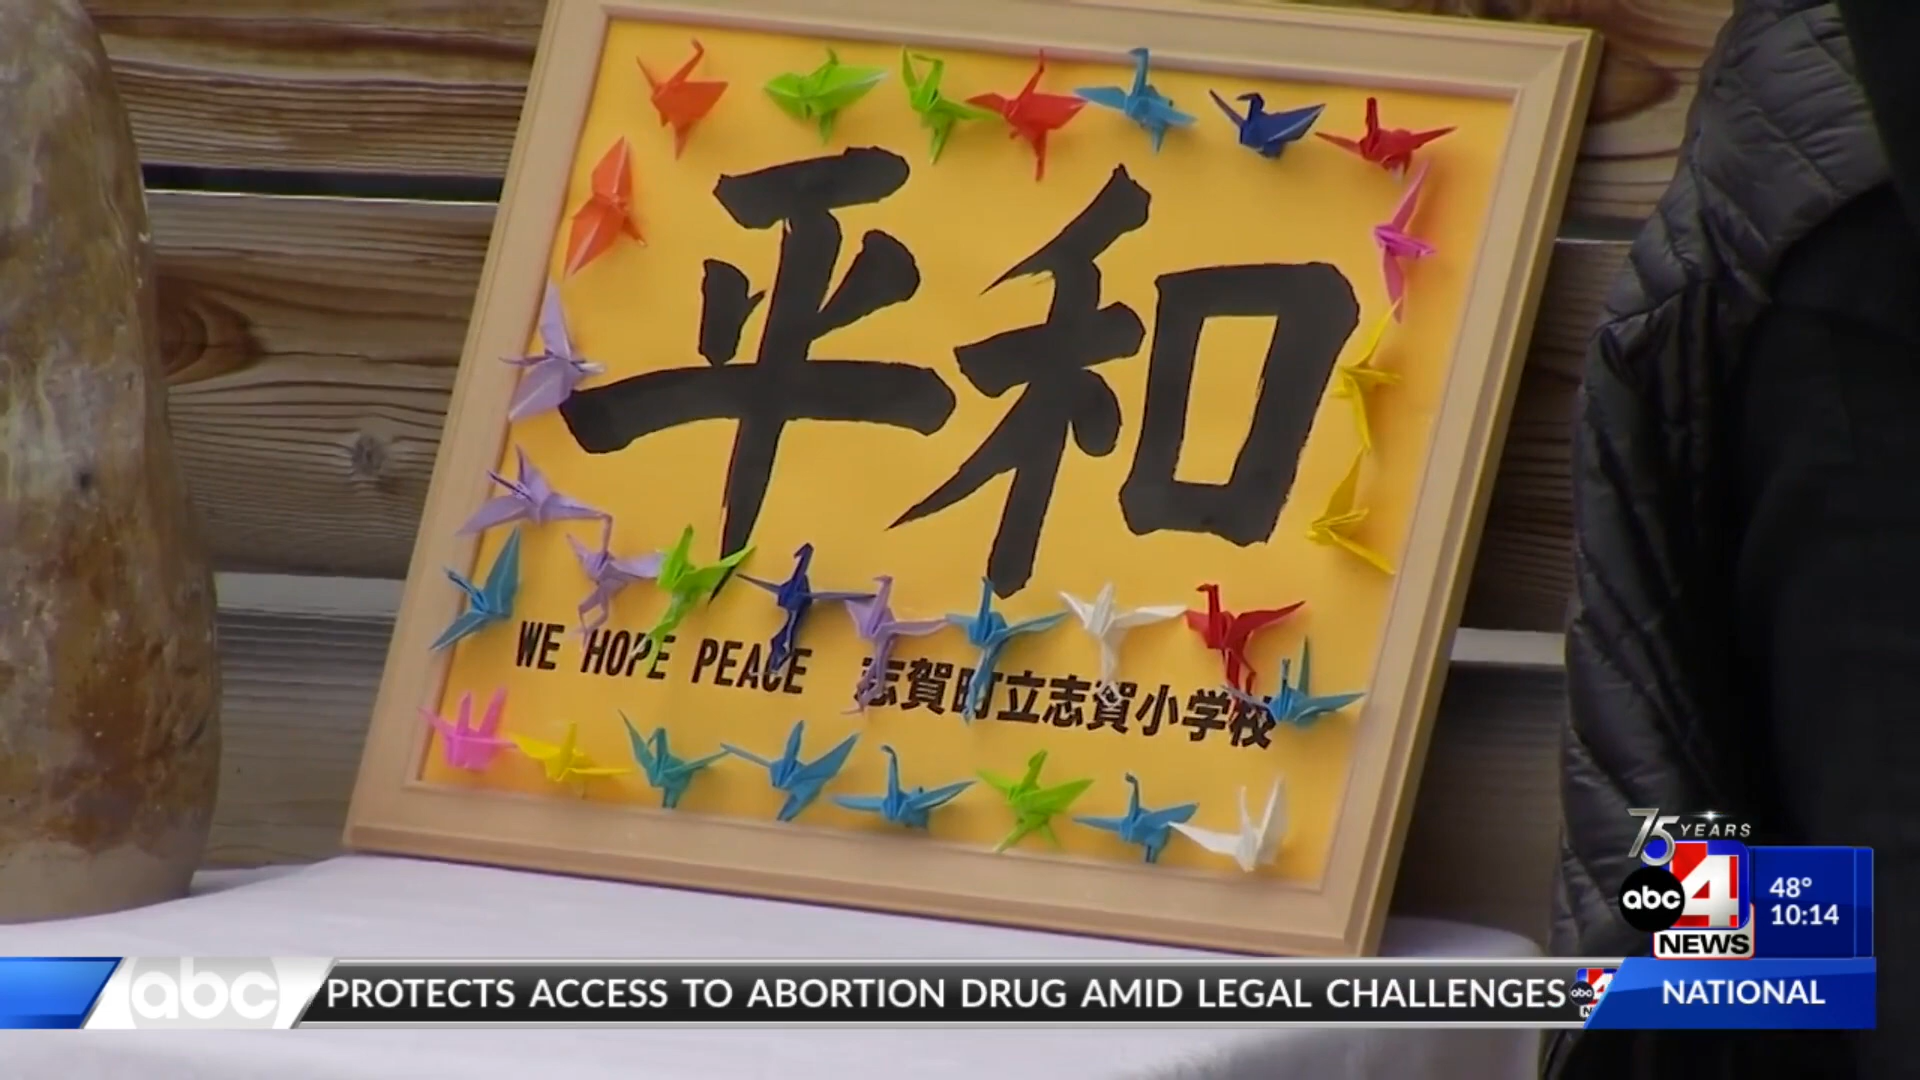 平和
WE HOPE PEACE 志賀町立志賀小学校
75 YEARS
abc 4
NEWS
48°
10:14
abc
PROTECTS ACCESS TO ABORTION DRUG AMID LEGAL CHALLENGES
NATIONAL